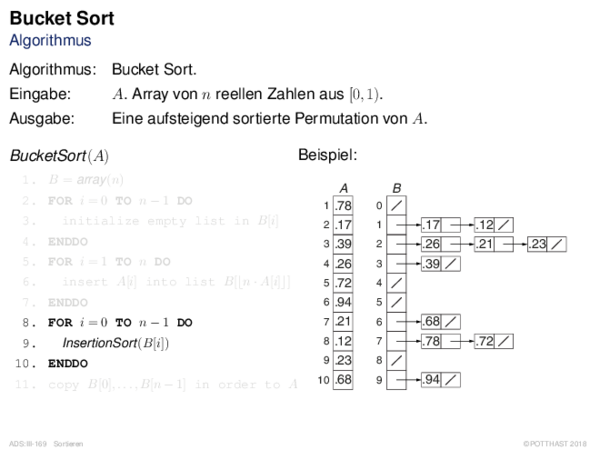 Bucket Sort
Algorithmus
Algorithmus: Bucket Sort.
Eingabe: A. Array von n reellen Zahlen aus [0, 1).
Ausgabe: Eine aufsteigend sortierte Permutation von A.
BucketSort(A)
1. B = array(n)
2. FOR i = 0 TO n − 1 DO
3. initialize empty list in B[i]
4. ENDDO
5. FOR i = 1 TO n DO
6. insert A[i] into list B[⌊n · A[i]⌋]
7. ENDDO
8. FOR i = 0 TO n − 1 DO
9. InsertionSort(B[i])
10. ENDDO
11. copy B[0], ..., B[n − 1] in order to A
Beispiel:
A B
1 .78 0
2 .17 1 .17 .12
3 .39 2 .26 .21 .23
4 .26 3 .39
5 .72 4
6 .94 5
7 .21 6 .68
8 .12 7 .78 .72
9 .23 8
10 .68 9 .94
ADS:III-169 Sortieren
©POTTHAST 2018